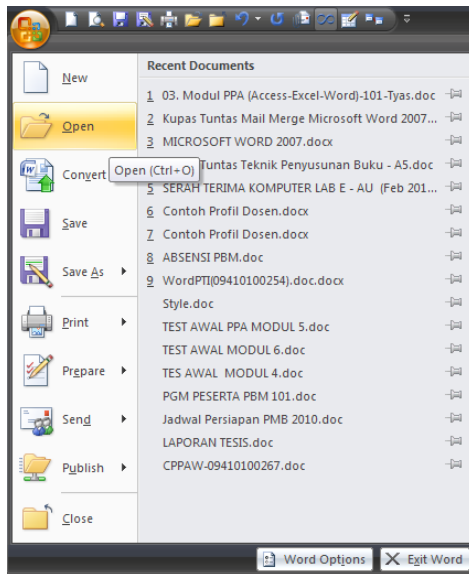 New
Open
Convert
Open (Ctrl+O)
Save
Save As
Print
Prepare
Send
Publish
Close
Recent Documents
1 03. Modul PPA (Access-Excel-Word)-101-Tyas.doc
2 Kupas Tuntas Mail Merge Microsoft Word 2007...
3 MICROSOFT WORD 2007.docx
Tuntas Teknik Penyusunan Buku - A5.doc
5 SERAH TERIMA KOMPUTER LAB E - AU (Feb 201...
6 Contoh Profil Dosen.docx
7 Contoh Profil Dosen.docx
8 ABSENSI PBM.doc
9 WordPTI(09410100254).doc.docx
Style.doc
TEST AWAL PPA MODUL 5.doc
TEST AWAL MODUL 6.doc
TES AWAL MODUL 4.doc
PGM PESERTA PBM 101.doc
Jadwal Persiapan PMB 2010.doc
LAPORAN TESIS.doc
CPPAW-09410100267.doc
Word Options
Exit Word